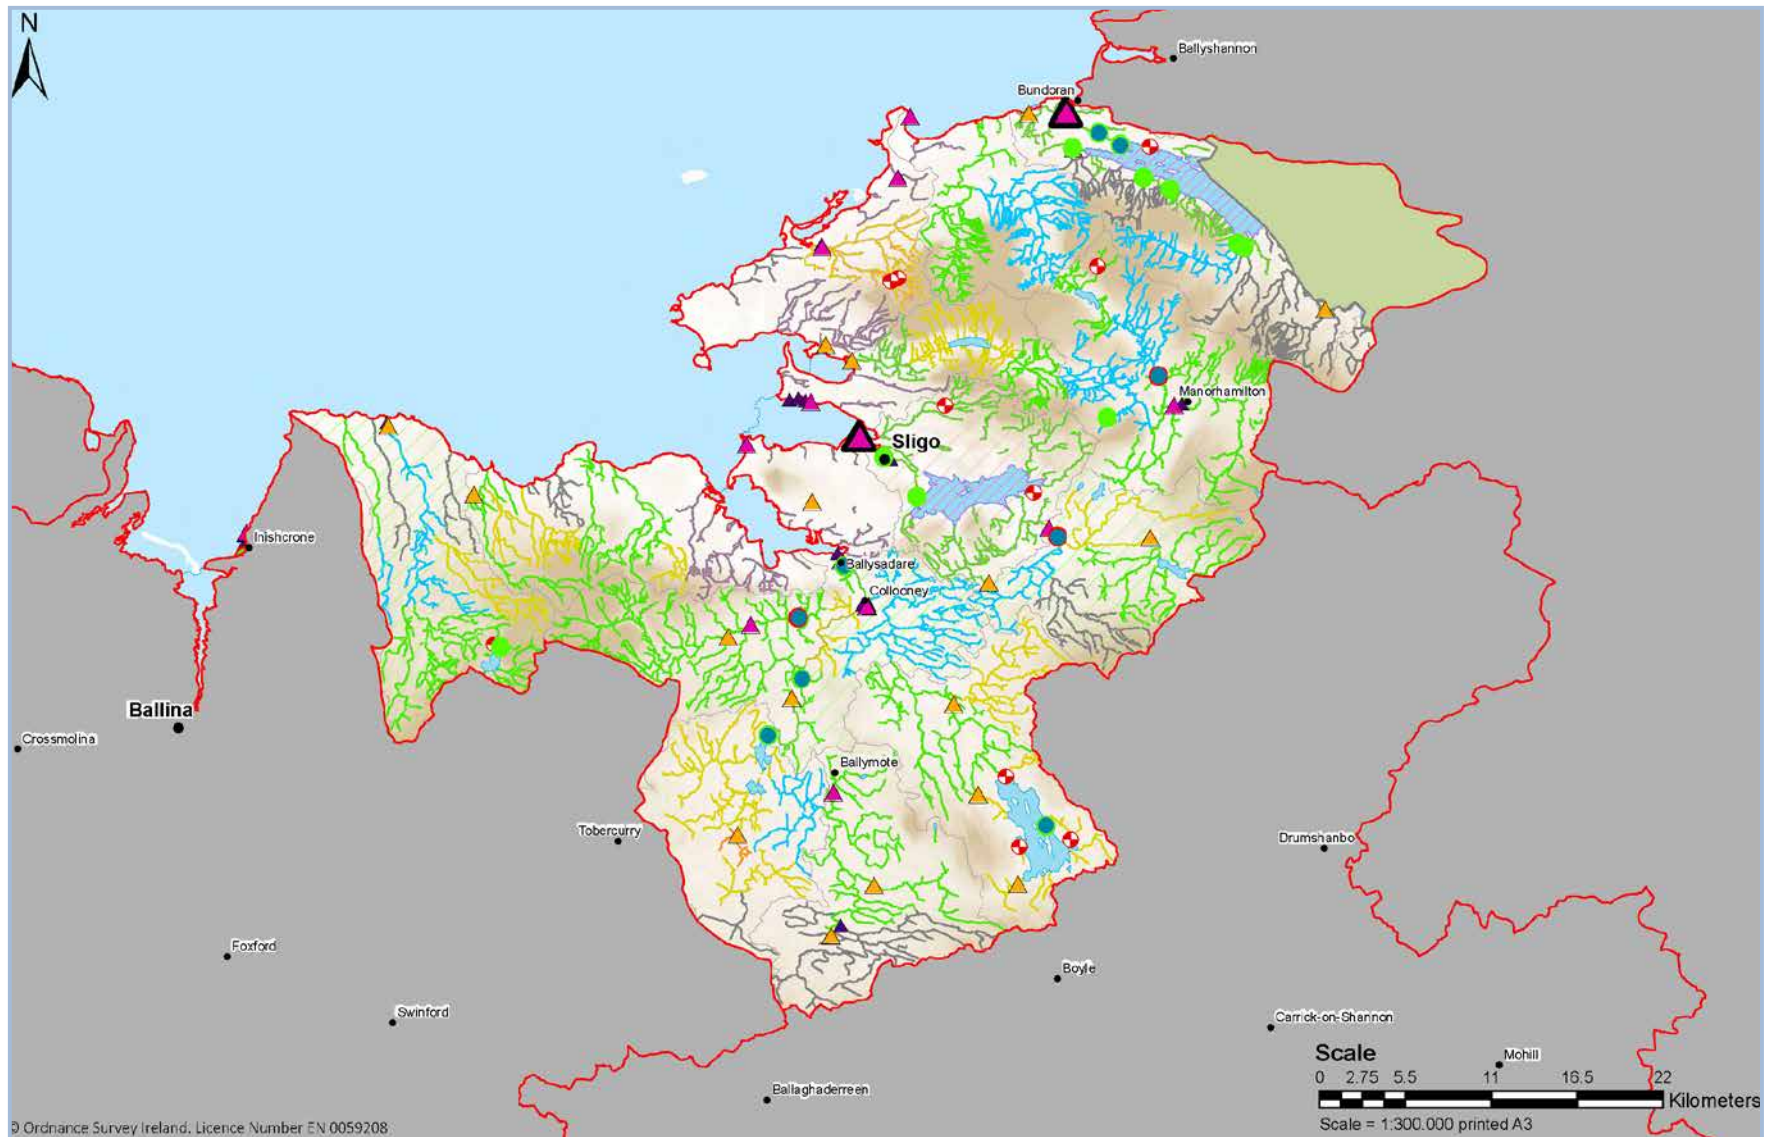 N
Ballyshannon
Bundoran
Manorhamilton
Sligo
Inishcrone
Ballysadare
Collooney
Ballina
Crossmolina
Ballymote
Tobercurry
Drumshanbo
Foxford
Boyle
Swinford
Carrick-on-Shannon
Scale
Mohill
0 2.75 5.5 11 16.5 22
Kilometers
Ballaghaderreen
Scale = 1:300.000 printed A3
© Ordnance Survey Ireland. Licence Number EN 0059208